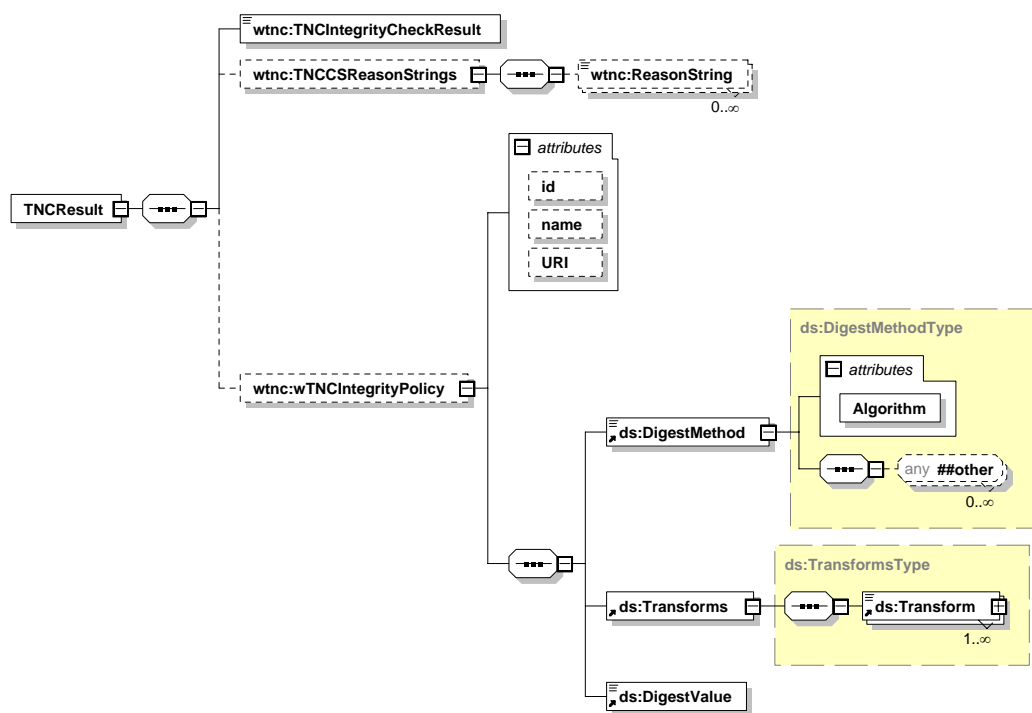 wtnc:TNCIntegrityCheckResult
wtnc:TNCCSReasonStrings
wtnc:ReasonString
0..∞
attributes
id
name
URI
TNCResult
wtnc:wTNCIntegrityPolicy
ds:DigestMethodType
attributes
Algorithm
ds:DigestMethod
any ##other
0..∞
ds:TransformsType
ds:Transforms
ds:Transform
1..∞
ds:DigestValue